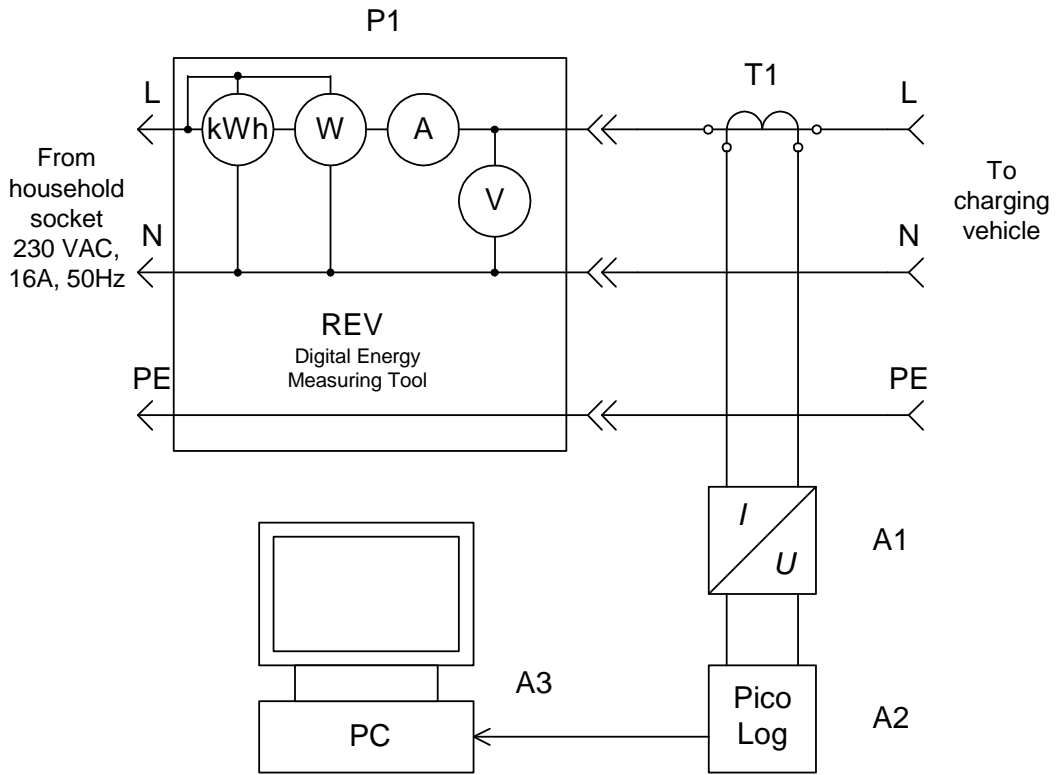 P1
T1
L
L
kWh
W
A
V
From
household
socket
230 VAC,
16A, 50Hz
To
charging
vehicle
N
N
REV
Digital Energy
Measuring Tool
PE
PE
I
U
A1
A3
Pico
Log
A2
PC